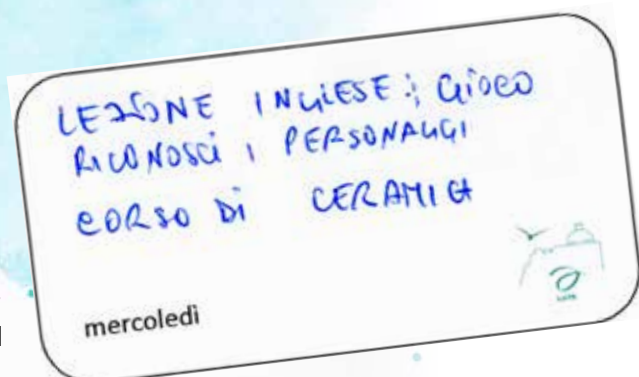 LEZIONE INGLESE; GIOCO
RICONOSCI I PERSONAGGI
CORSO DI CERAMICA
mercoledì